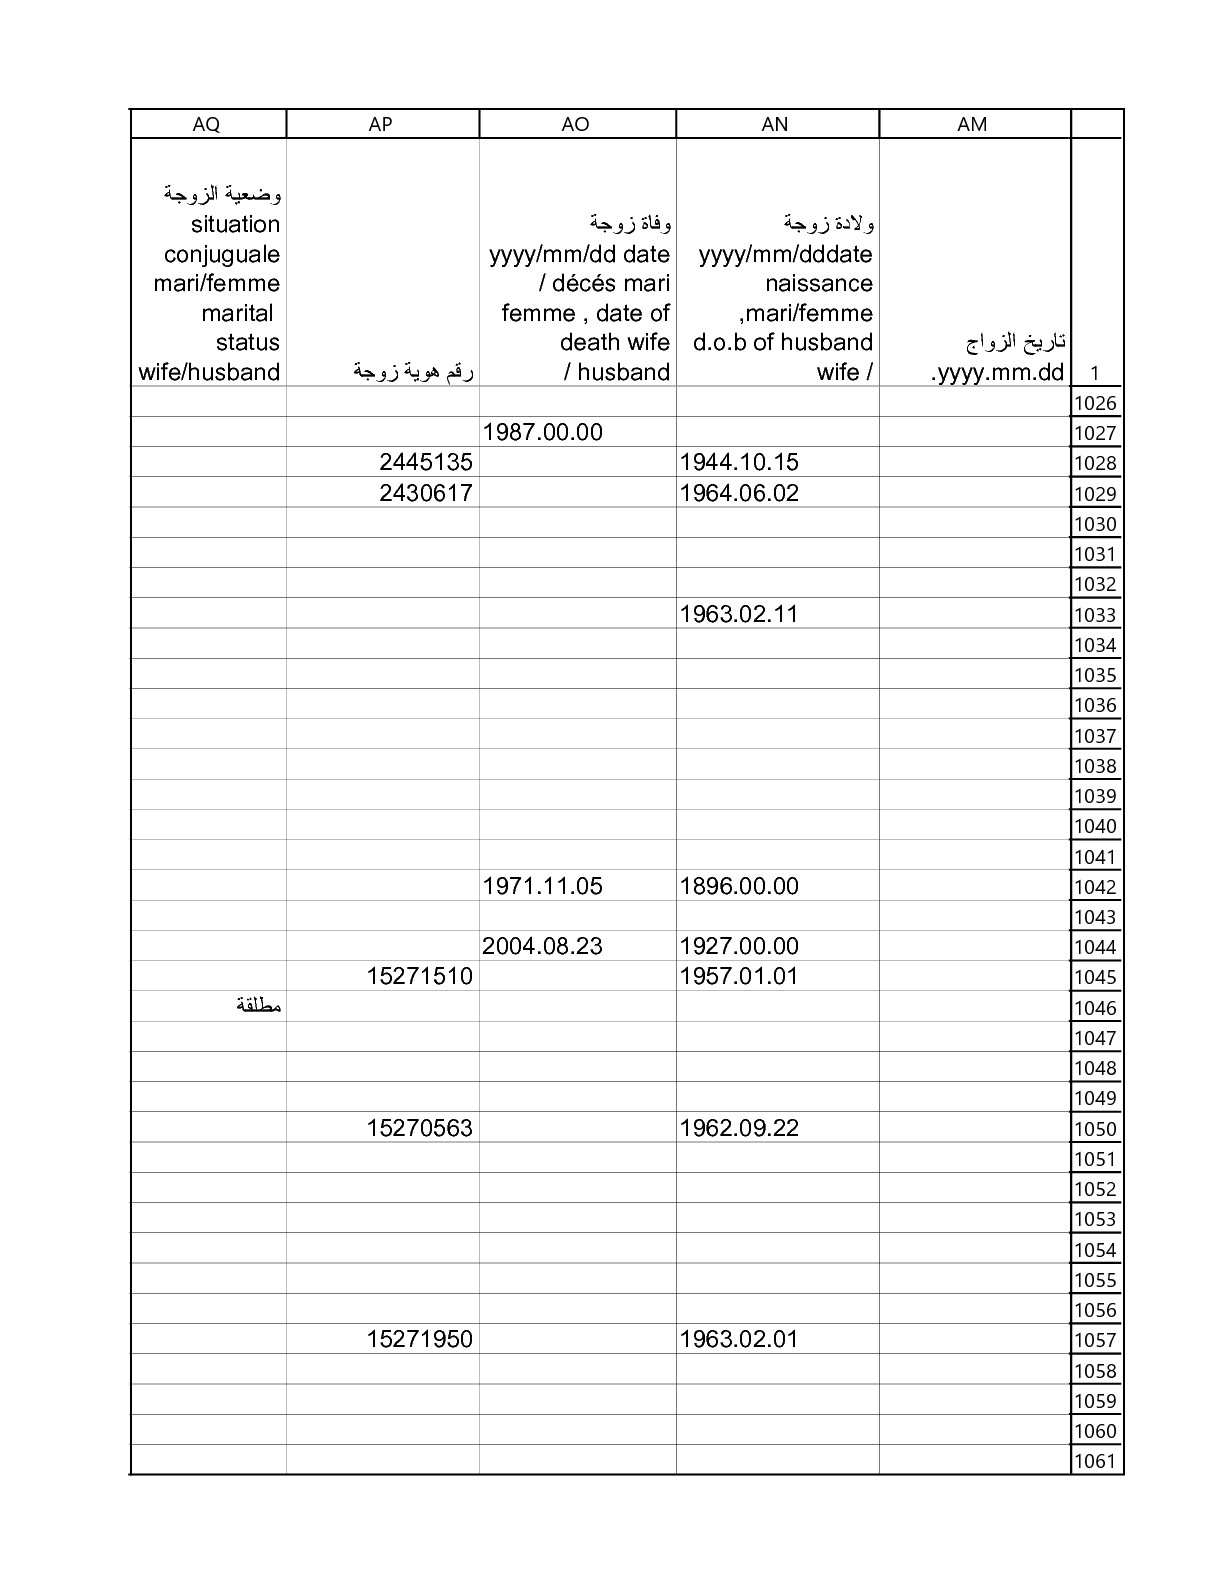 AQ AP AO AN AM
وضعية الزوجة
situation
conjuguale
mari/femme
marital
status
wife/husband
رقم هوية زوجة
وفاة زوجة
yyyy/mm/dd date
/ décés mari
femme , date of
death wife
/ husband
ولادة زوجة
yyyy/mm/dddate
naissance
,mari/femme
d.o.b of husband
wife /
تاريخ الزواج
.yyyy.mm.dd
1
1026
1987.00.00 1027
2445135 1944.10.15 1028
2430617 1964.06.02 1029
1030
1031
1032
1963.02.11 1033
1034
1035
1036
1037
1038
1039
1040
1041
1971.11.05 1896.00.00 1042
1043
2004.08.23 1927.00.00 1044
15271510 1957.01.01 1045
مطلقة 1046
1047
1048
1049
15270563 1962.09.22 1050
1051
1052
1053
1054
1055
1056
15271950 1963.02.01 1057
1058
1059
1060
1061